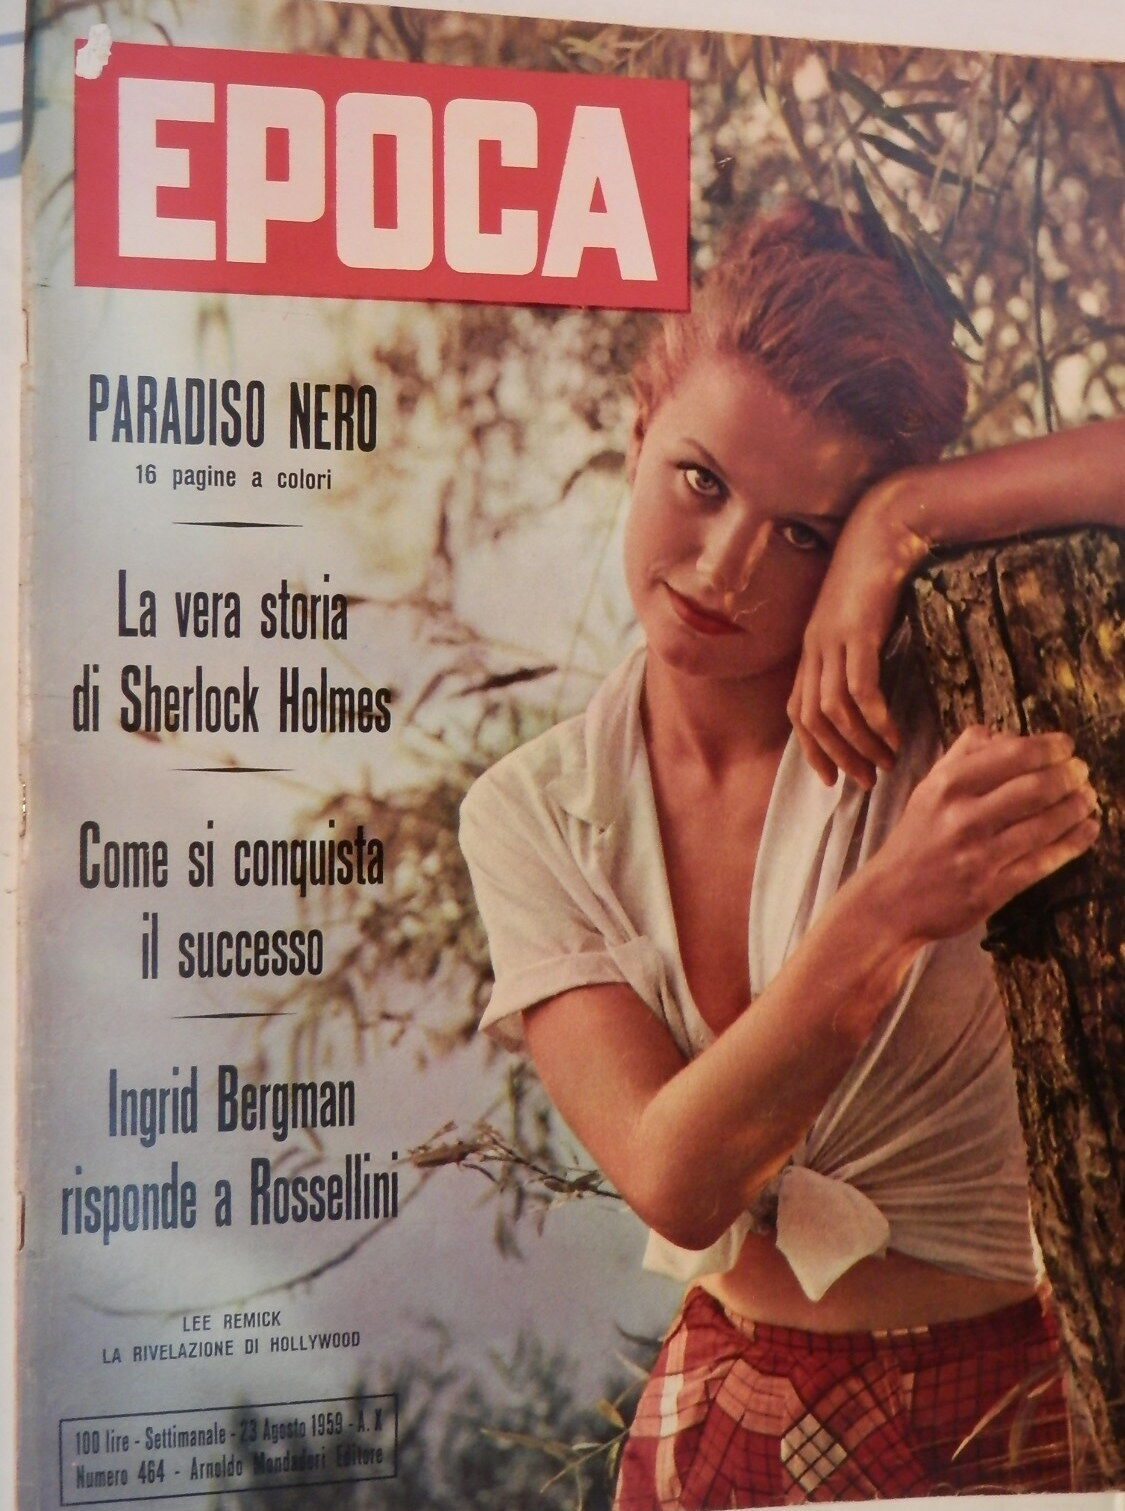 EPOCA
PARADISO NERO
16 pagine a colori
La vera storia
di Sherlock Holmes
Come si conquista
il successo
Ingrid Bergman
risponde a Rossellini
LEE REMICK
LA RIVELAZIONE DI HOLLYWOOD
100 lire - Settimanale - 23 Agosto 1959 - A. X
Numero 464 - Arnoldo Mondadori Editore